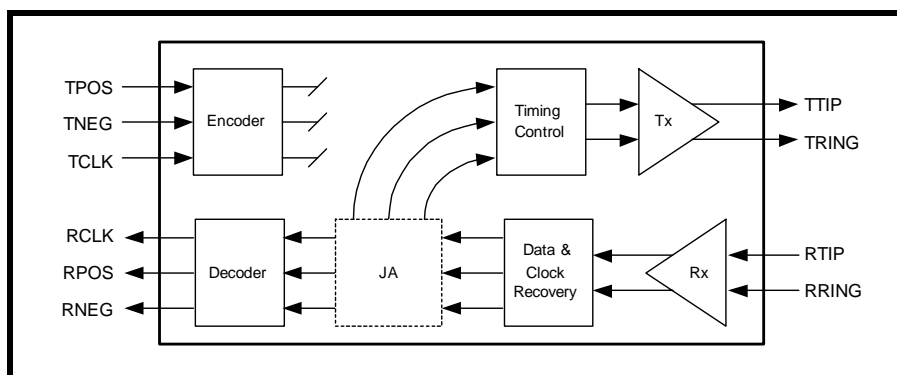 TPOS
TNEG
TCLK
Encoder
Timing
Control
Tx
TTIP
TRING
RCLK
RPOS
RNEG
Decoder
JA
Data &
Clock
Recovery
Rx
RTIP
RRING